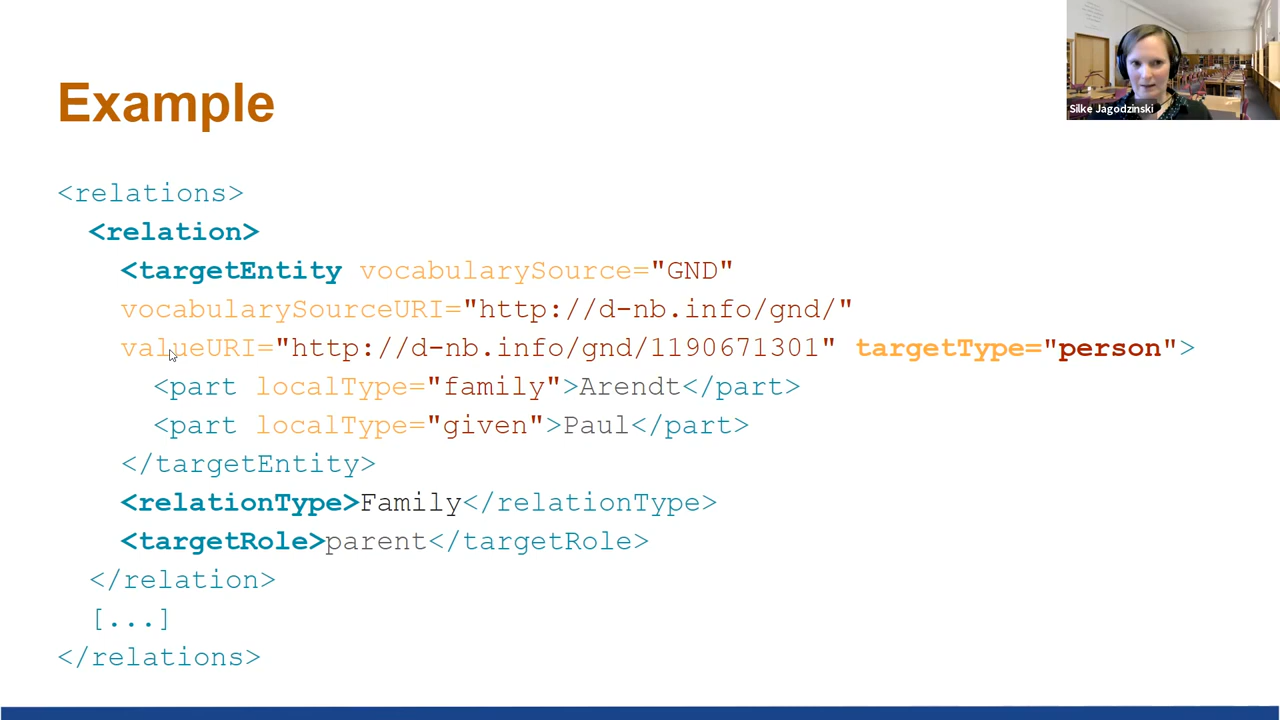 Silke Jagodzinski
Example
<relations>
<relation>
<targetEntity vocabularySource="GND"
vocabularySourceURI="http://d-nb.info/gnd/"
valueURI="http://d-nb.info/gnd/1190671301" targetType="person">
<part localType="family">Arendt</part>
<part localType="given">Paul</part>
</targetEntity>
<relationType>Family</relationType>
<targetRole>parent</targetRole>
</relation>
[...]
</relations>